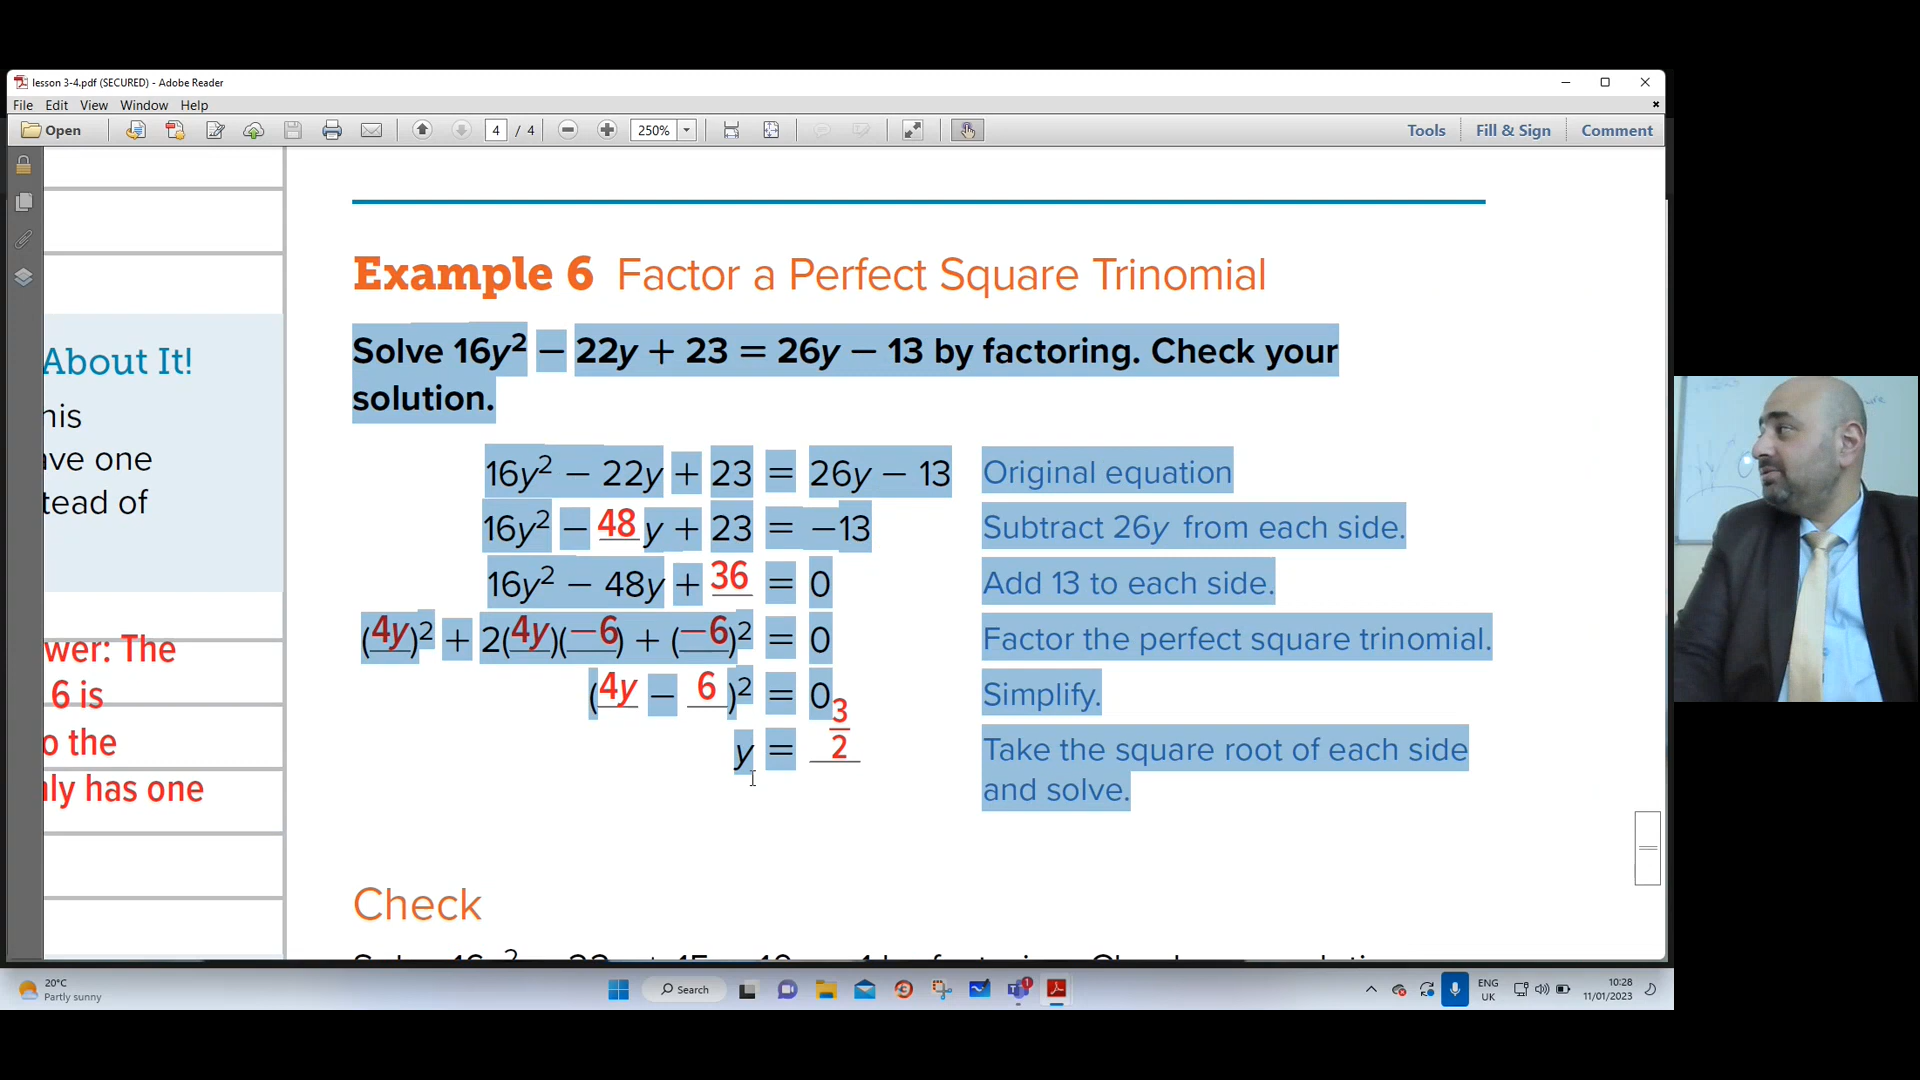 lesson 3-4.pdf (SECURED) - Adobe Reader
File Edit View Window Help
Open 4 / 4 250% Tools Fill & Sign Comment
Example 6 Factor a Perfect Square Trinomial
Solve 16y² − 22y + 23 = 26y − 13 by factoring. Check your
solution.
About It!
his
ave one
tead of
16y² − 22y + 23 = 26y − 13 Original equation
16y² − 48y + 23 = −13 Subtract 26y from each side.
16y² − 48y + 36 = 0 Add 13 to each side.
(4y)² + 2(4y)(−6) + (−6)² = 0 Factor the perfect square trinomial.
(4y − 6)² = 0 Simplify.
y = 3/2 Take the square root of each side
and solve.
wer: The
6 is
o the
nly has one
Check
20°C
Partly sunny
Search
1
ENG
UK
10:28
11/01/2023